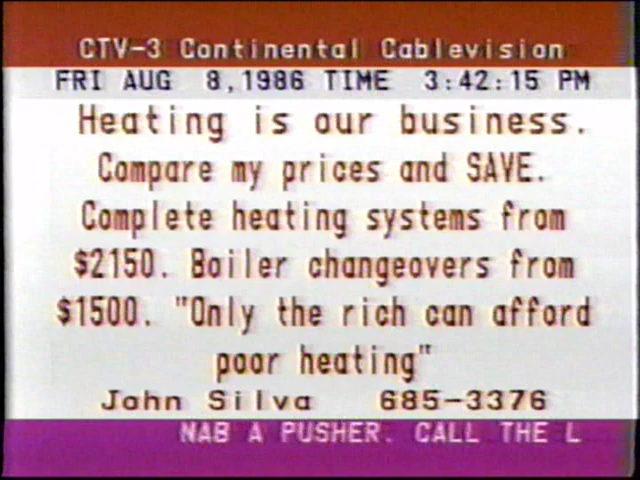 CTV-3 Continental Cablevision
FRI AUG 8,1986 TIME 3:42:15 PM
Heating is our business.
Compare my prices and SAVE.
Complete heating systems from
$2150. Boiler changeovers from
$1500. "Only the rich can afford
poor heating"
John Silva 685-3376
NAB A PUSHER. CALL THE L